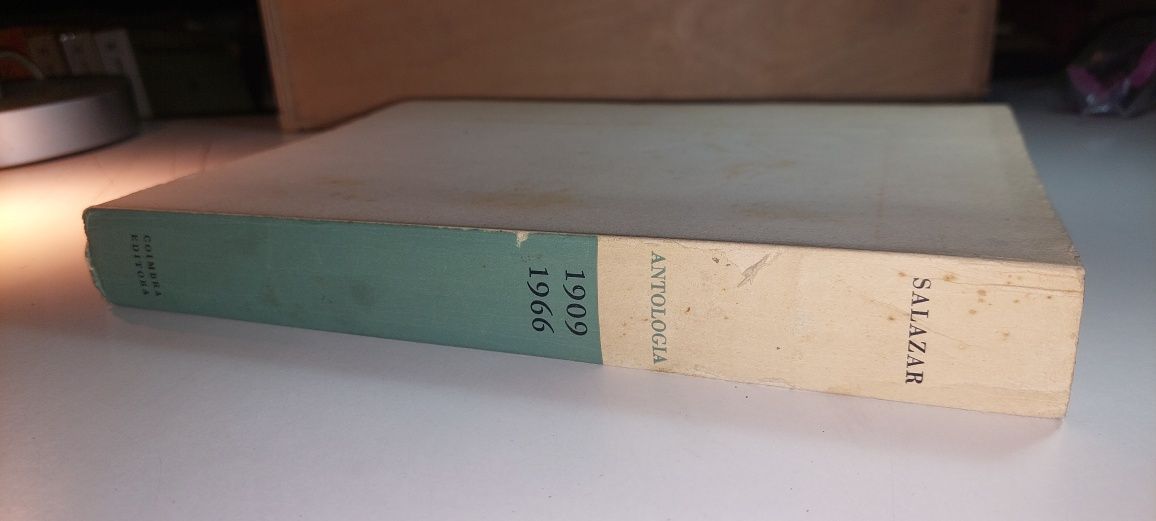 SALAZAR
ANTOLOGIA
1909
1966
COIMBRA
EDITORA